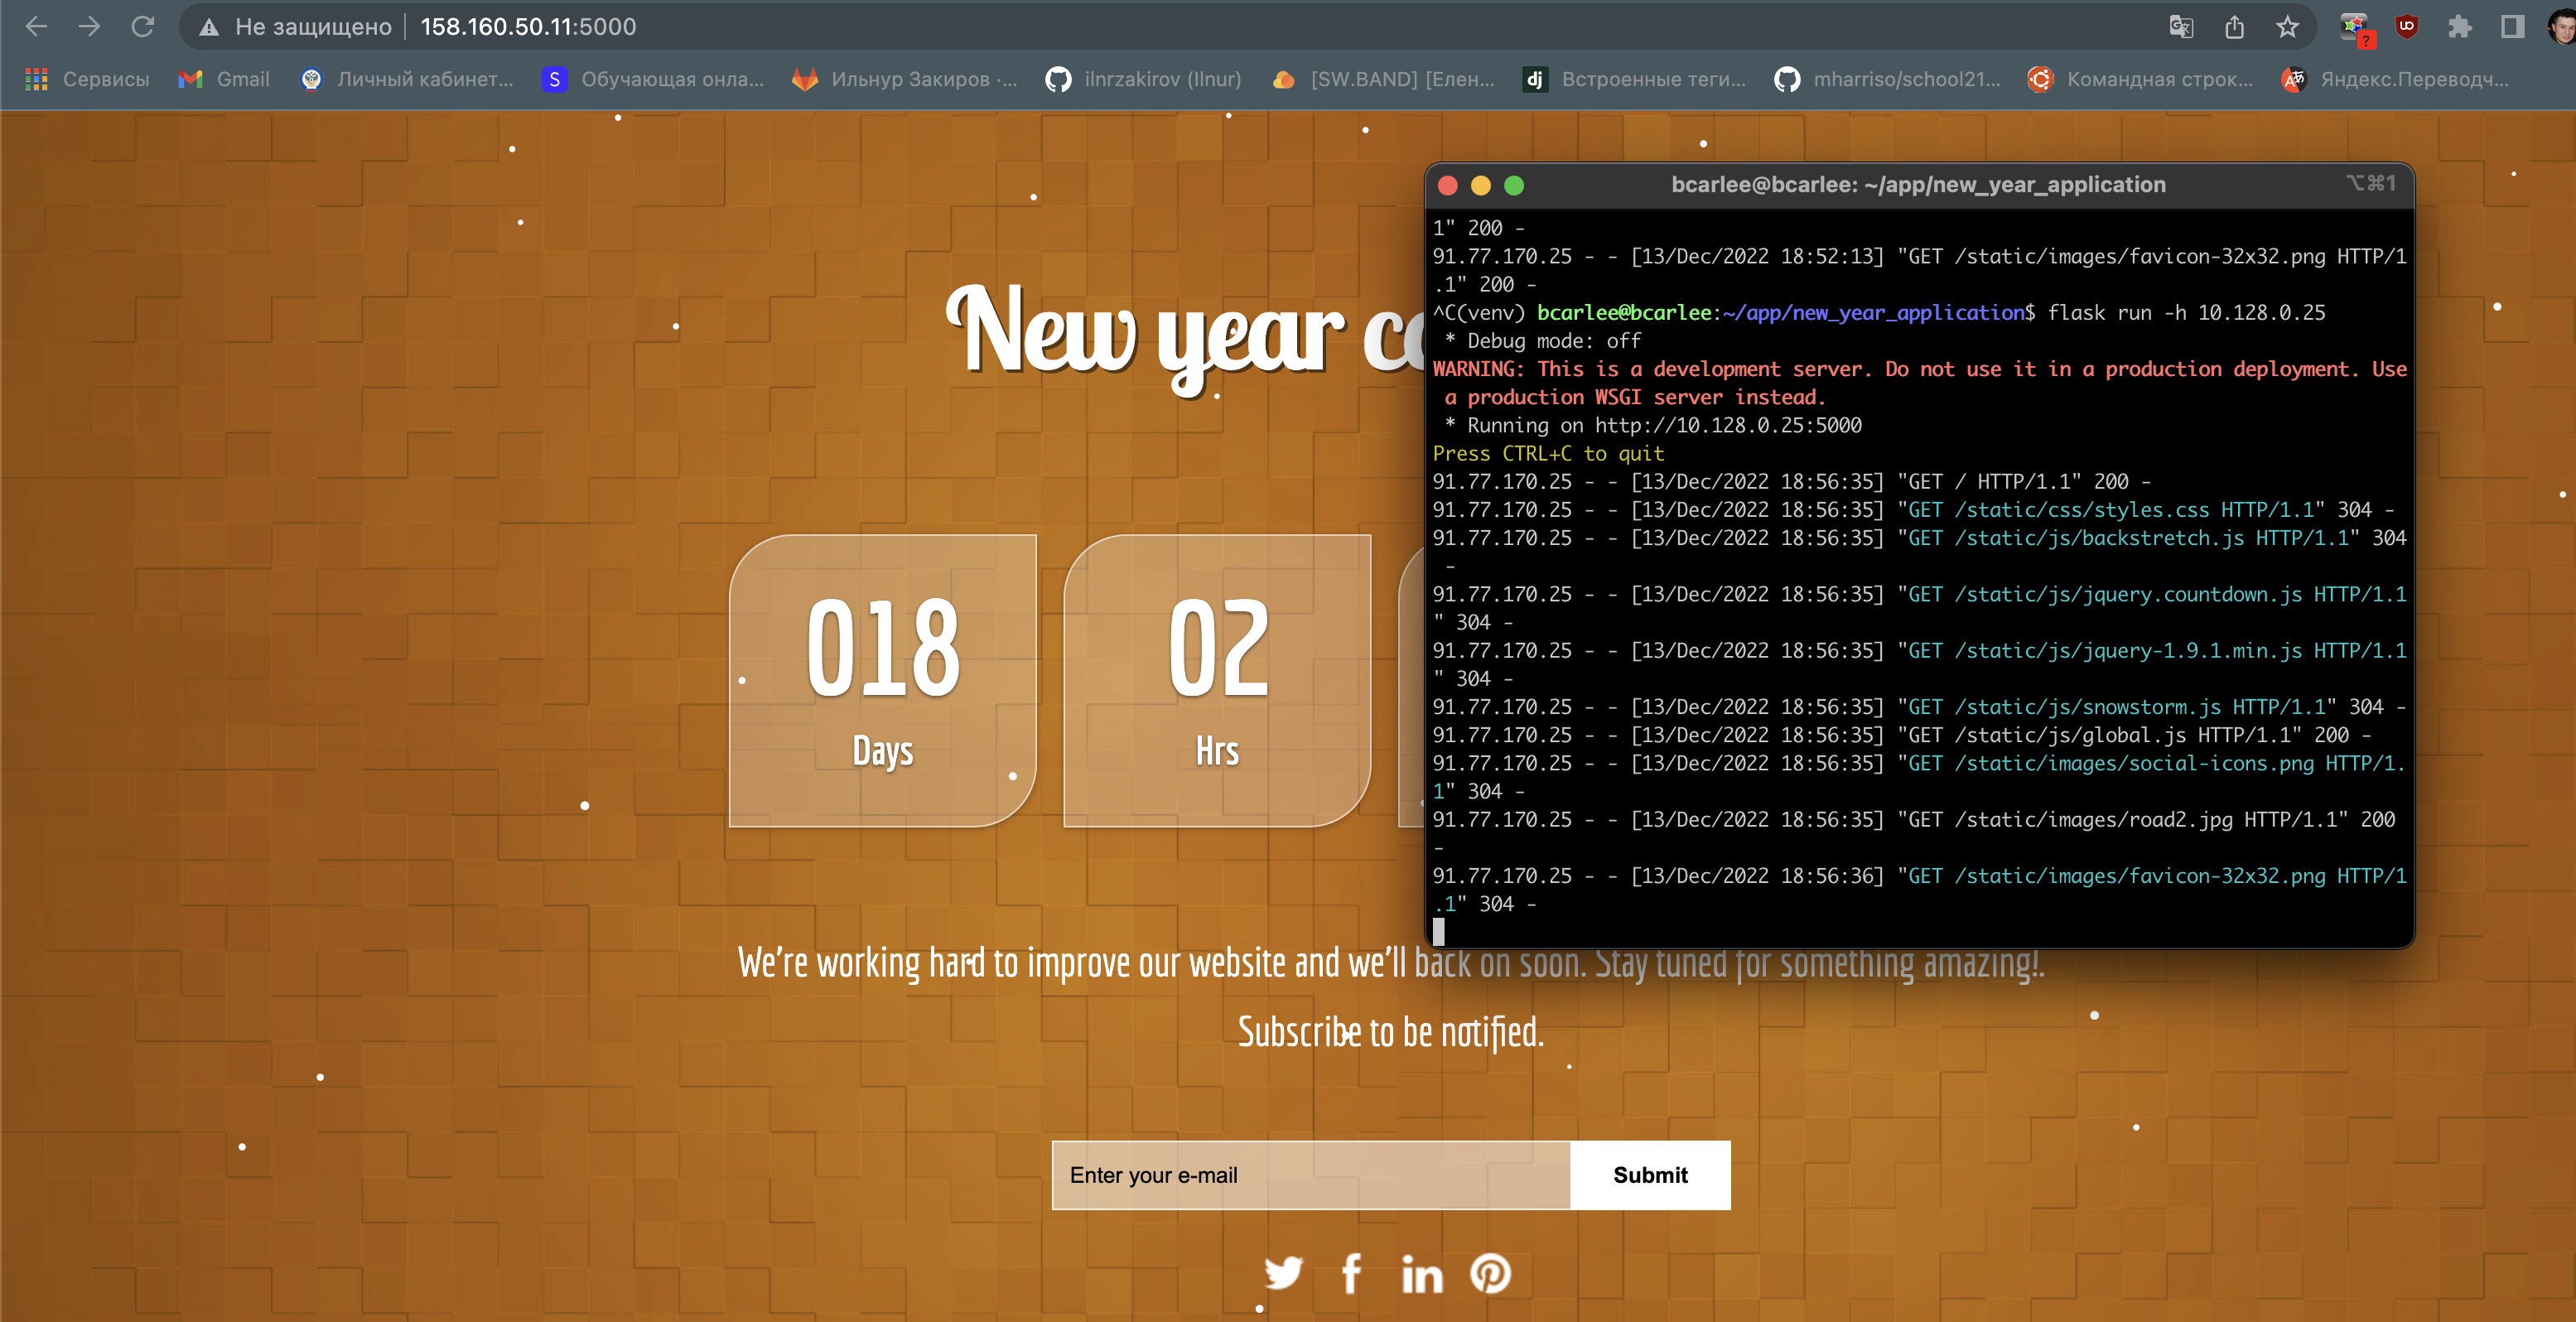 Не защищено 158.160.50.11:5000
Сервисы Gmail Личный кабинет... S Обучающая онла... Ильнур Закиров ·... ilnrzakirov (Ilnur) [SW.BAND] [Елен... dj Встроенные теги... mharriso/school21... Командная строк... Яндекс.Переводч...
New year co
018
Days
02
Hrs
We're working hard to improve our website and we'll back on soon. Stay tuned for something amazing!.
Subscribe to be notified.
Enter your e-mail
Submit
bcarlee@bcarlee: ~/app/new_year_application ⌥⌘1
1" 200 -
91.77.170.25 - - [13/Dec/2022 18:52:13] "GET /static/images/favicon-32x32.png HTTP/1
.1" 200 -
^C(venv) bcarlee@bcarlee:~/app/new_year_application$ flask run -h 10.128.0.25
* Debug mode: off
WARNING: This is a development server. Do not use it in a production deployment. Use
a production WSGI server instead.
* Running on http://10.128.0.25:5000
Press CTRL+C to quit
91.77.170.25 - - [13/Dec/2022 18:56:35] "GET / HTTP/1.1" 200 -
91.77.170.25 - - [13/Dec/2022 18:56:35] "GET /static/css/styles.css HTTP/1.1" 304 -
91.77.170.25 - - [13/Dec/2022 18:56:35] "GET /static/js/backstretch.js HTTP/1.1" 304
-
91.77.170.25 - - [13/Dec/2022 18:56:35] "GET /static/js/jquery.countdown.js HTTP/1.1
" 304 -
91.77.170.25 - - [13/Dec/2022 18:56:35] "GET /static/js/jquery-1.9.1.min.js HTTP/1.1
" 304 -
91.77.170.25 - - [13/Dec/2022 18:56:35] "GET /static/js/snowstorm.js HTTP/1.1" 304 -
91.77.170.25 - - [13/Dec/2022 18:56:35] "GET /static/js/global.js HTTP/1.1" 200 -
91.77.170.25 - - [13/Dec/2022 18:56:35] "GET /static/images/social-icons.png HTTP/1.
1" 304 -
91.77.170.25 - - [13/Dec/2022 18:56:35] "GET /static/images/road2.jpg HTTP/1.1" 200
-
91.77.170.25 - - [13/Dec/2022 18:56:36] "GET /static/images/favicon-32x32.png HTTP/1
.1" 304 -